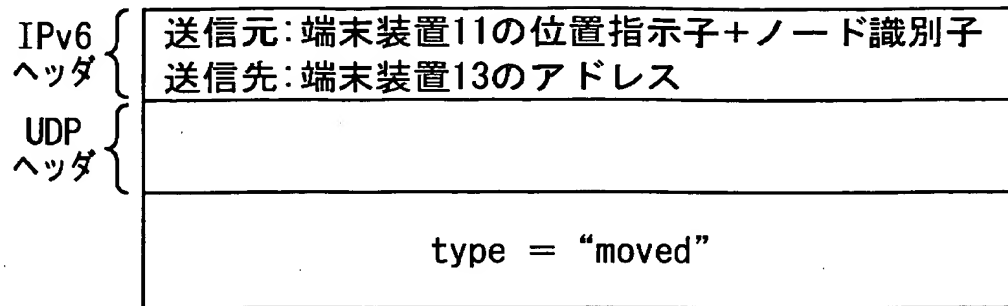 IPv6
ヘッダ
送信元:端末装置11の位置指示子+ノード識別子
送信先:端末装置13のアドレス
UDP
ヘッダ
type = “moved”